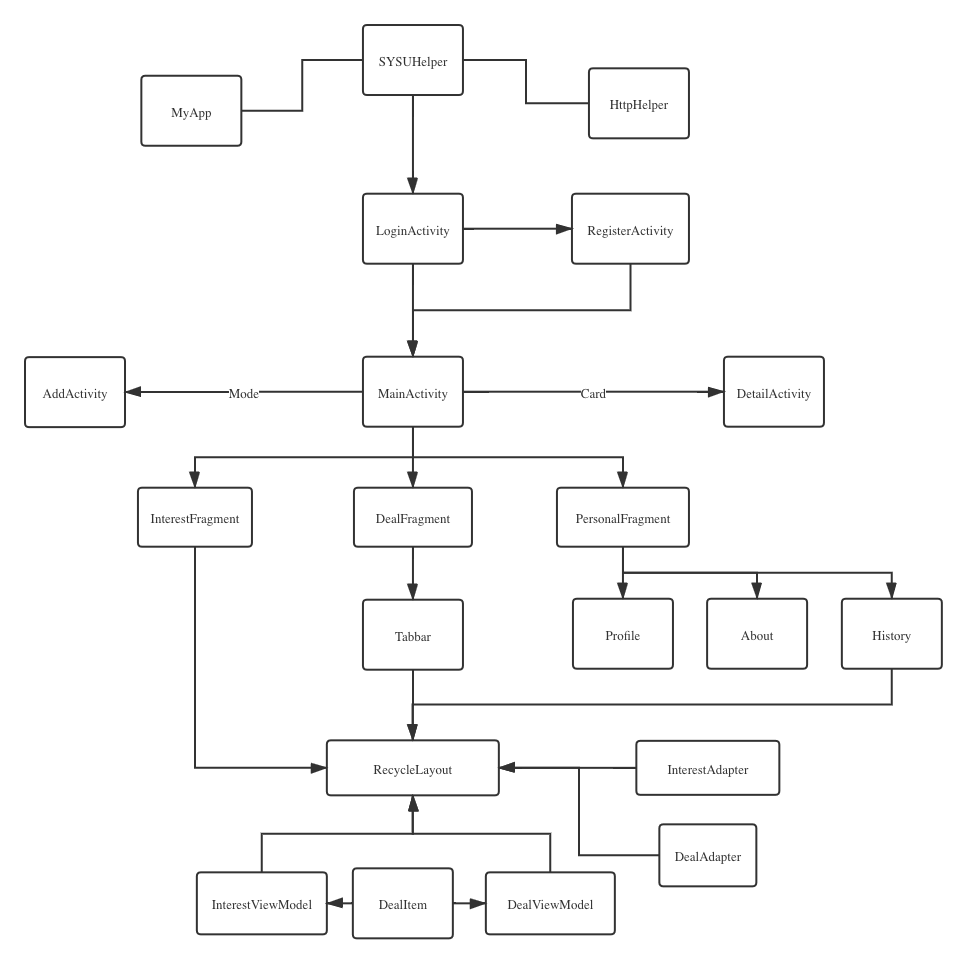 SYSUHelper
MyApp
HttpHelper
LoginActivity
RegisterActivity
AddActivity
Mode
MainActivity
Card
DetailActivity
InterestFragment
DealFragment
PersonalFragment
Tabbar
Profile
About
History
RecycleLayout
InterestAdapter
DealAdapter
InterestViewModel
DealItem
DealViewModel